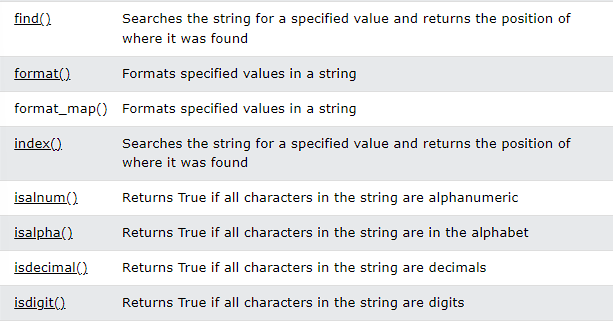 find() Searches the string for a specified value and returns the position of
where it was found
format() Formats specified values in a string
format_map() Formats specified values in a string
index() Searches the string for a specified value and returns the position of
where it was found
isalnum() Returns True if all characters in the string are alphanumeric
isalpha() Returns True if all characters in the string are in the alphabet
isdecimal() Returns True if all characters in the string are decimals
isdigit() Returns True if all characters in the string are digits